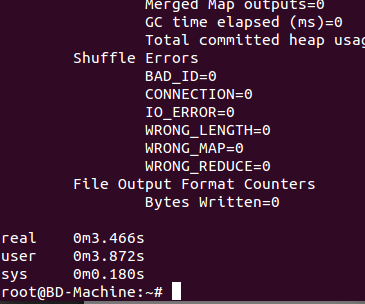 Merged Map outputs=0
GC time elapsed (ms)=0
Total committed heap usag
Shuffle Errors
BAD_ID=0
CONNECTION=0
IO_ERROR=0
WRONG_LENGTH=0
WRONG_MAP=0
WRONG_REDUCE=0
File Output Format Counters
Bytes Written=0
real 0m3.466s
user 0m3.872s
sys 0m0.180s
root@BD-Machine:~#